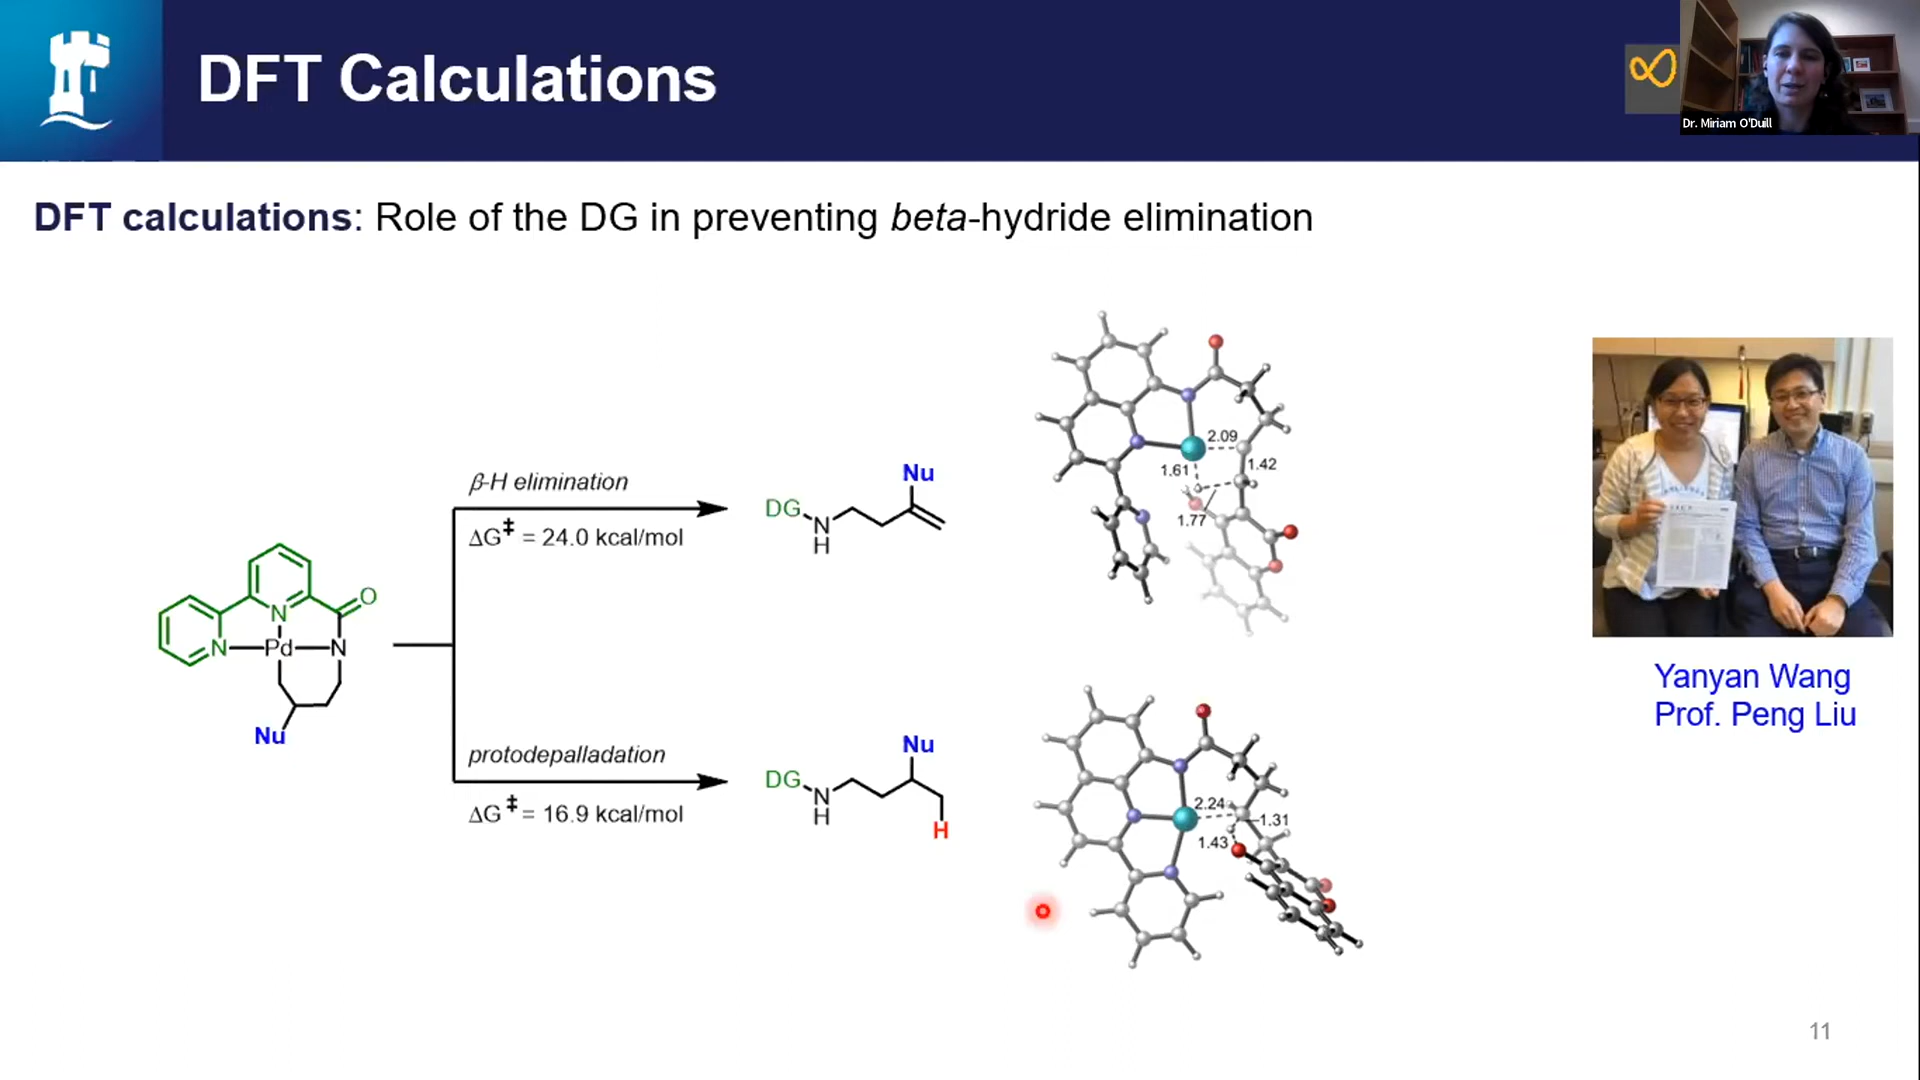 DFT Calculations
Dr. Miriam O'Duill
DFT calculations: Role of the DG in preventing beta-hydride elimination
β-H elimination
ΔG‡ = 24.0 kcal/mol
Nu
DG
N
H
2.09
1.61
1.42
1.77
O
N
N
Pd
N
Nu
Yanyan Wang
Prof. Peng Liu
protodepalladation
ΔG‡ = 16.9 kcal/mol
Nu
DG
N
H
H
2.24
1.31
1.43
11